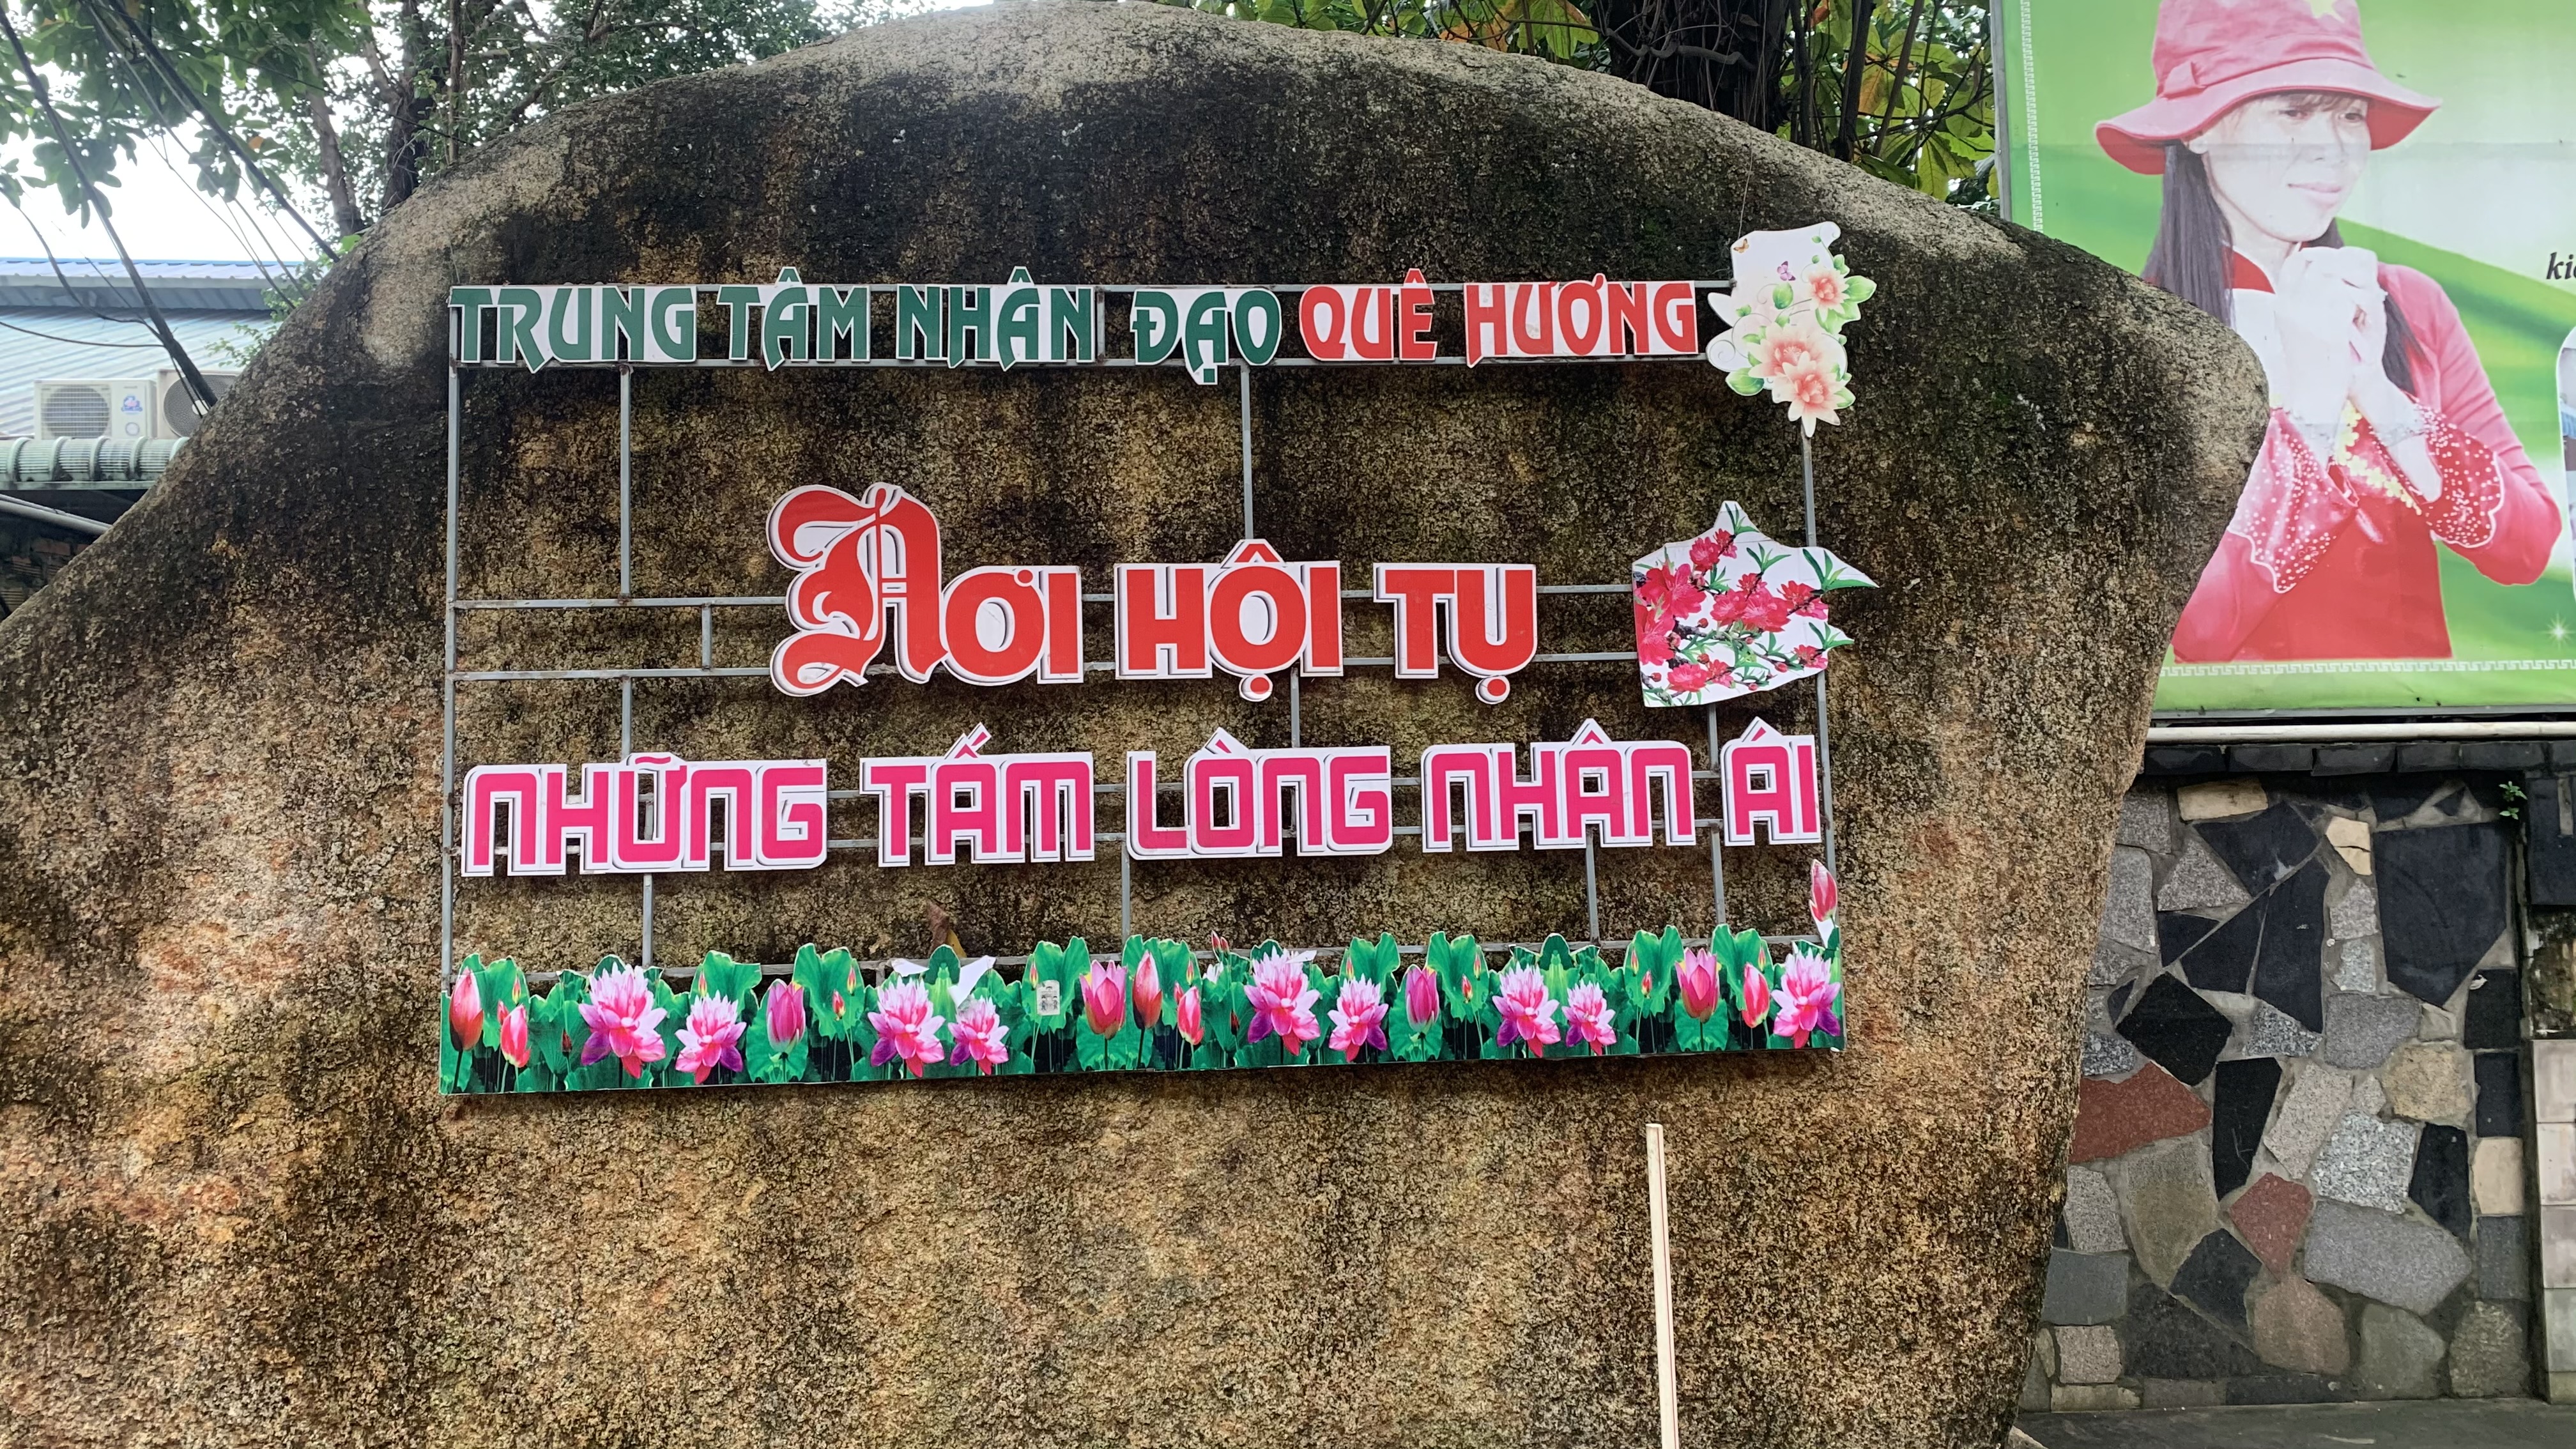 TRUNG TÂM NHÂN ĐẠO QUÊ HƯƠNG
NƠI HỘI TỤ
NHỮNG TẤM LÒNG NHÂN ÁI